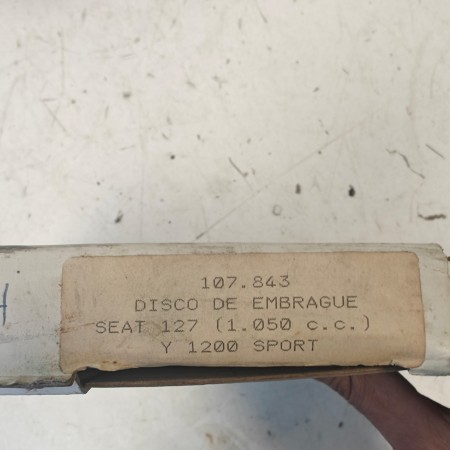 107.843
DISCO DE EMBRAGUE
SEAT 127 (1.050 c.c.)
Y 1200 SPORT